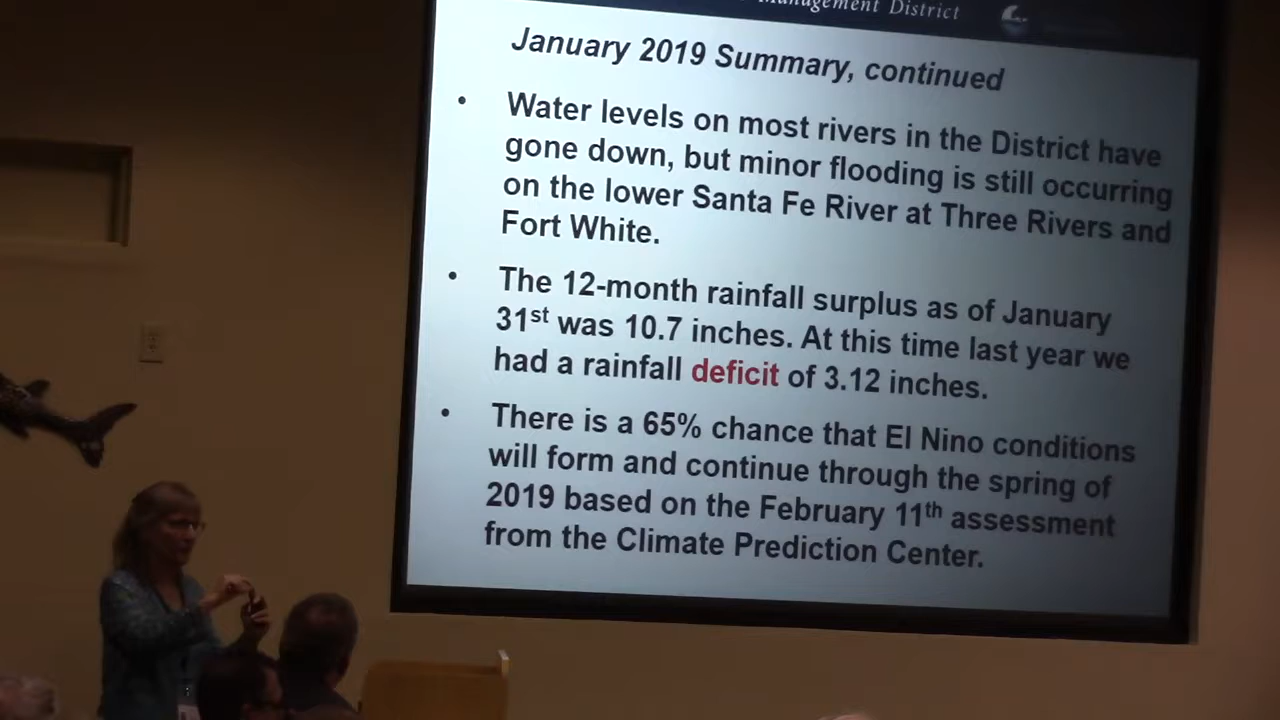 Management District
January 2019 Summary, continued
• Water levels on most rivers in the District have
gone down, but minor flooding is still occurring
on the lower Santa Fe River at Three Rivers and
Fort White.
• The 12-month rainfall surplus as of January
31st was 10.7 inches. At this time last year we
had a rainfall deficit of 3.12 inches.
• There is a 65% chance that El Nino conditions
will form and continue through the spring of
2019 based on the February 11th assessment
from the Climate Prediction Center.